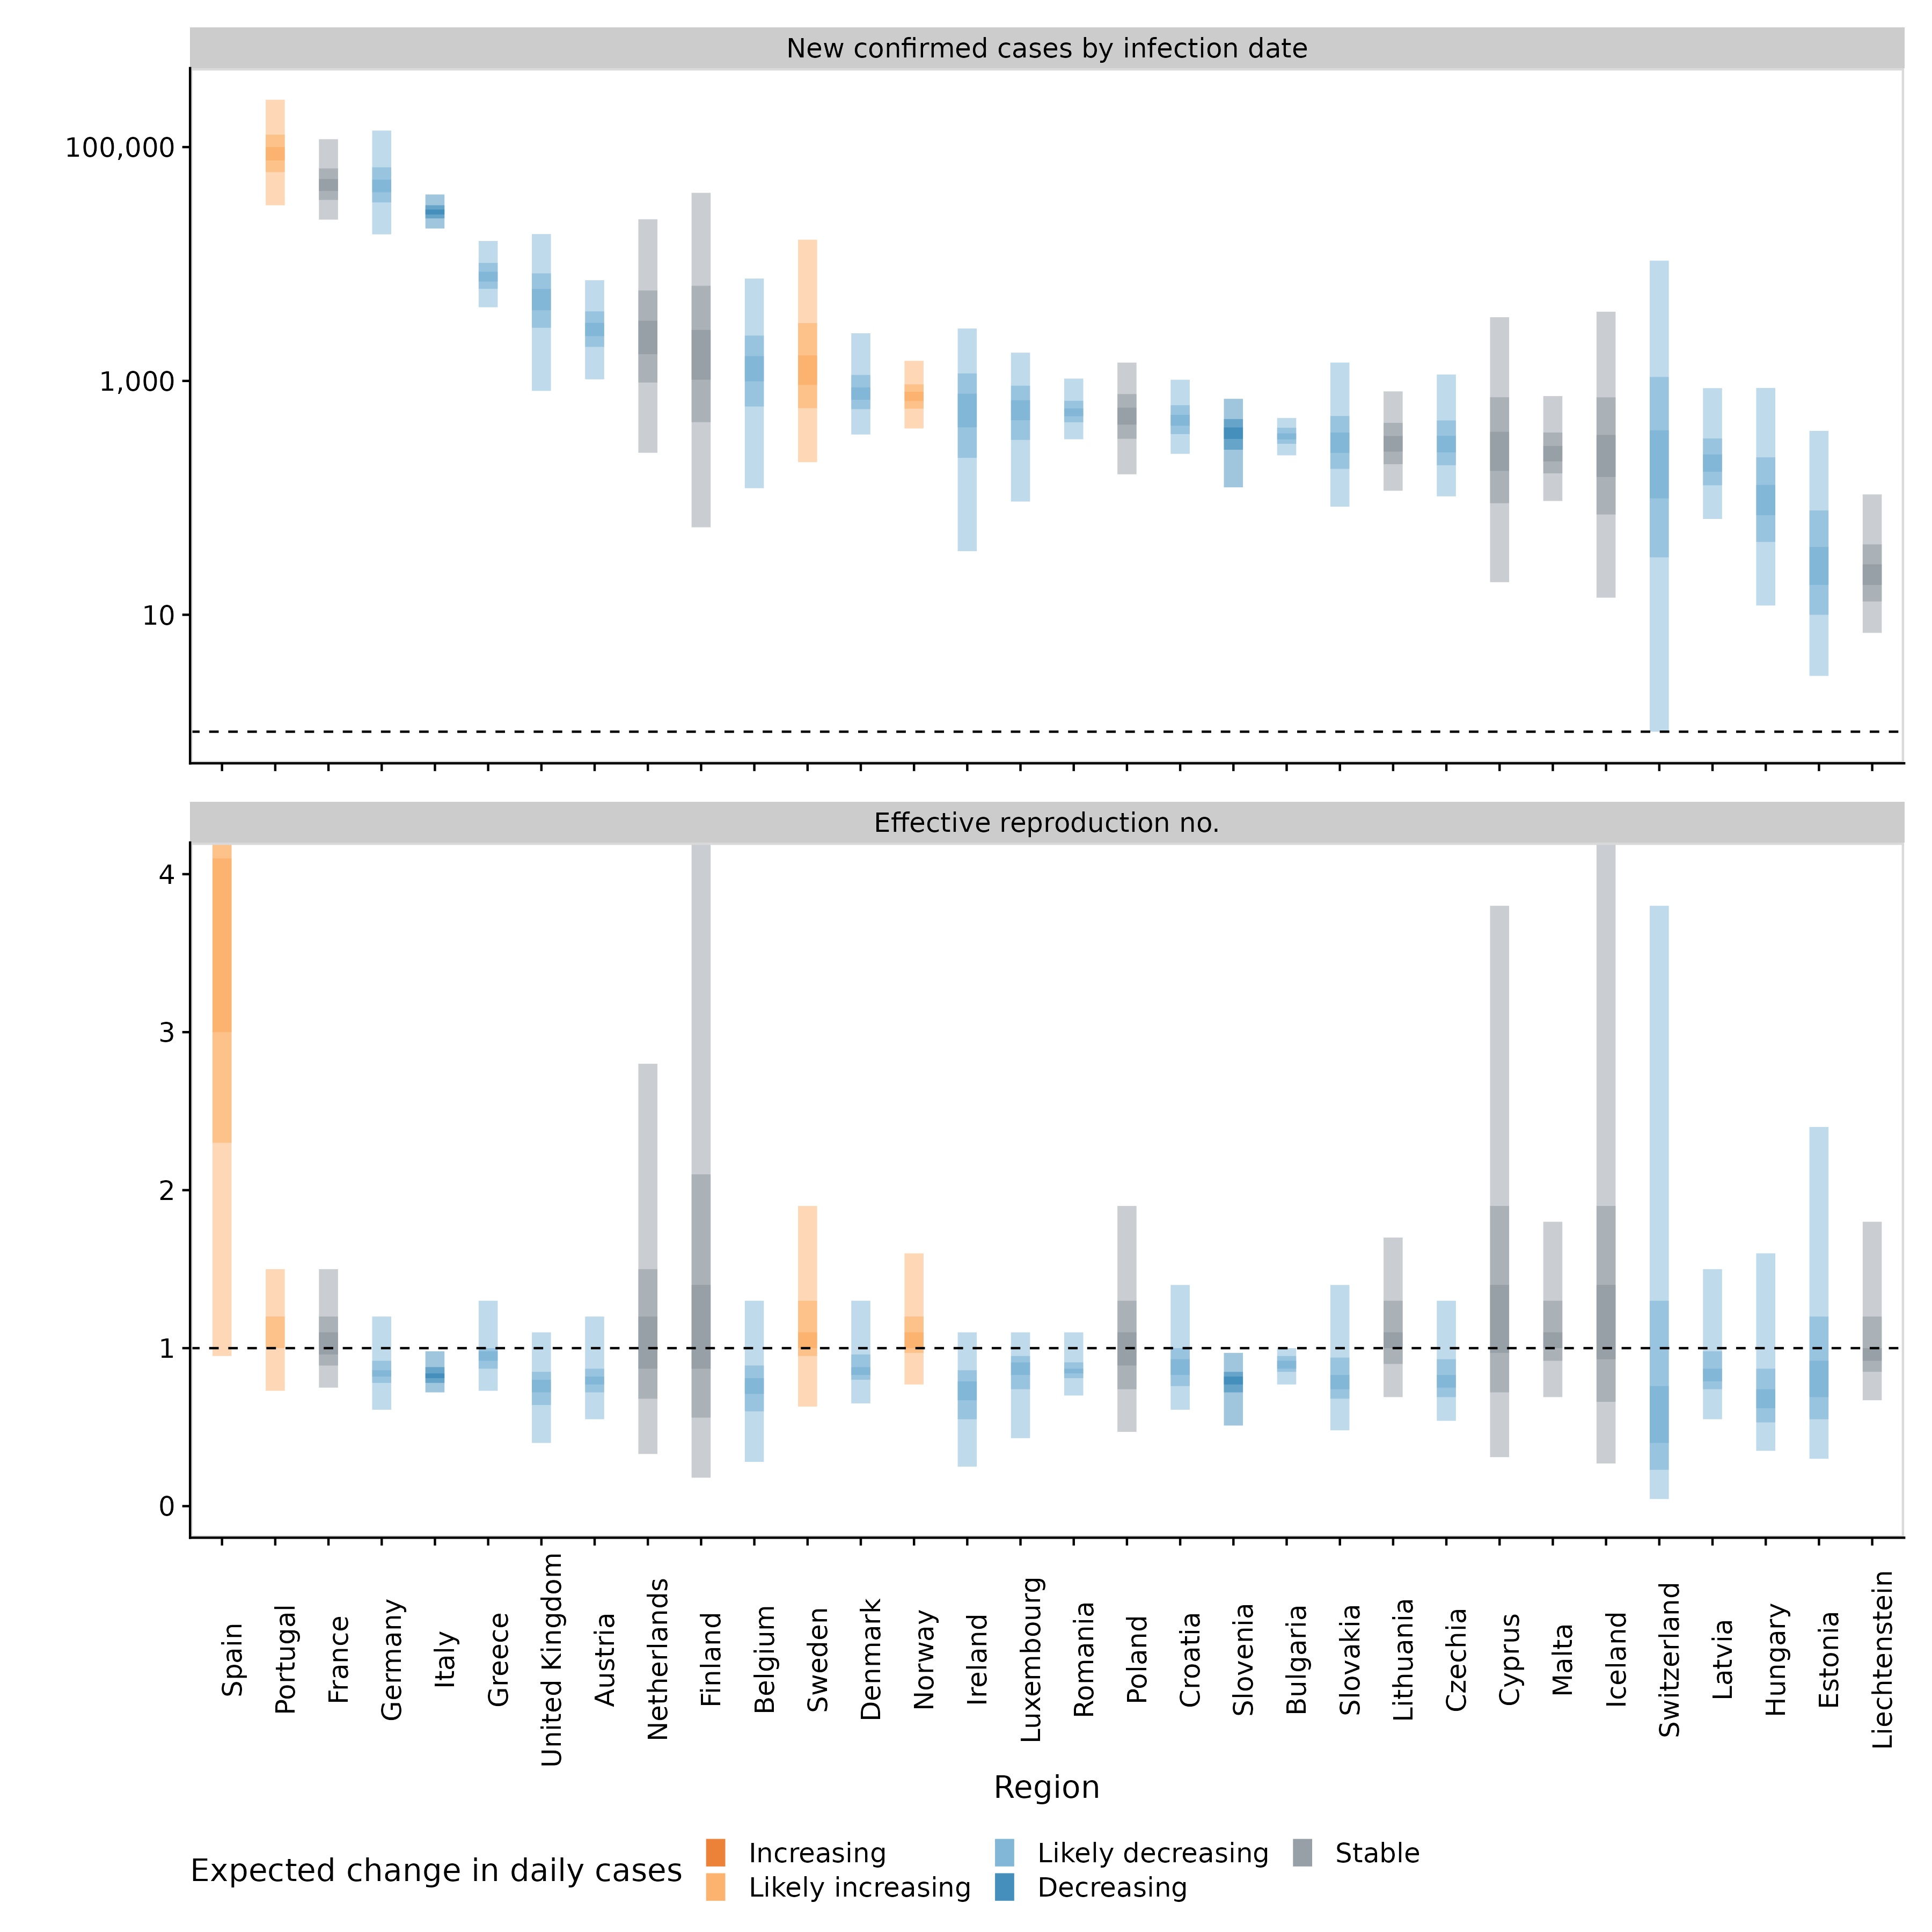 New confirmed cases by infection date
100,000
1,000
10
Effective reproduction no.
4
3
2
1
0
Spain
Portugal
France
Germany
Italy
Greece
United Kingdom
Austria
Netherlands
Finland
Belgium
Sweden
Denmark
Norway
Ireland
Luxembourg
Romania
Poland
Croatia
Slovenia
Bulgaria
Slovakia
Lithuania
Czechia
Cyprus
Malta
Iceland
Switzerland
Latvia
Hungary
Estonia
Liechtenstein
Region
Expected change in daily cases
Increasing
Likely increasing
Likely decreasing
Decreasing
Stable